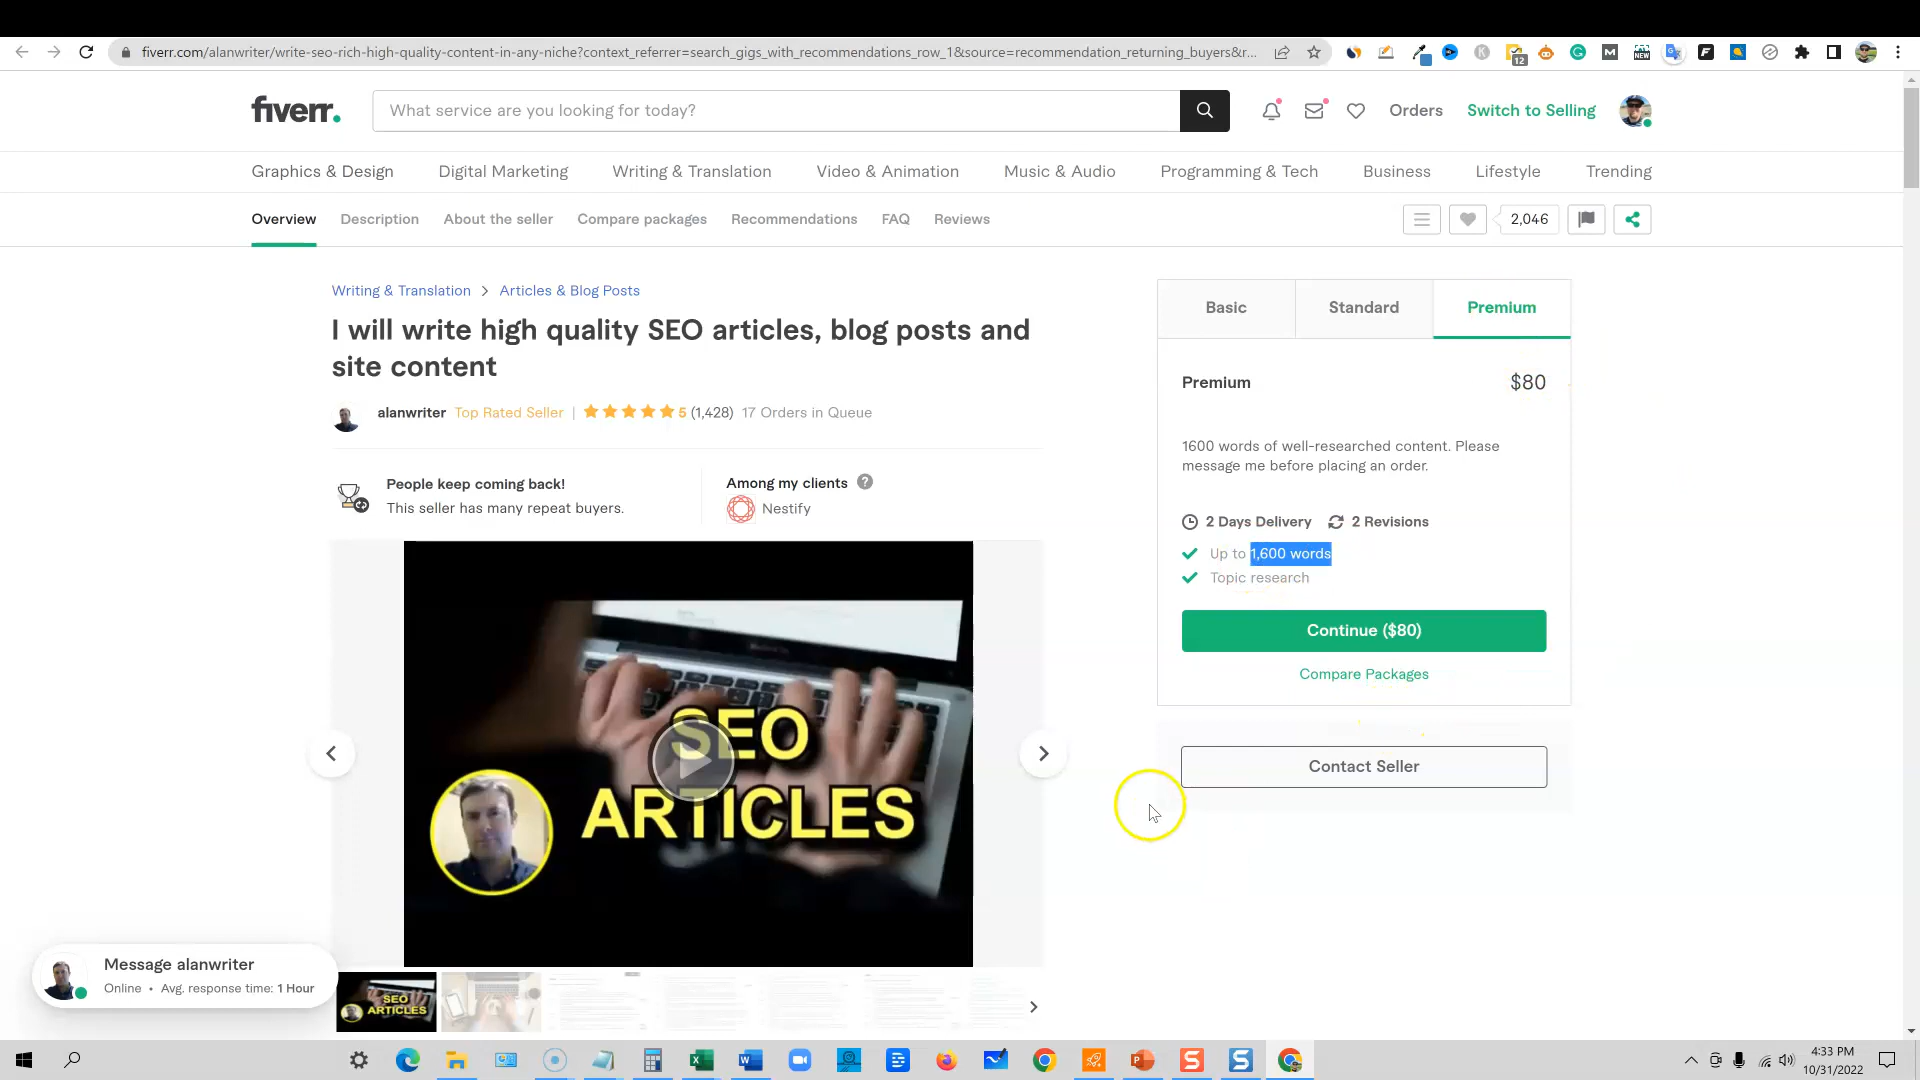 fiverr.com/alanwriter/write-seo-rich-high-quality-content-in-any-niche?context_referrer=search_gigs_with_recommendations_row_1&source=recommendation_returning_buyers&r...
12
NEW
fiverr.
What service are you looking for today?
Orders
Switch to Selling
Graphics & Design
Digital Marketing
Writing & Translation
Video & Animation
Music & Audio
Programming & Tech
Business
Lifestyle
Trending
Overview
Description
About the seller
Compare packages
Recommendations
FAQ
Reviews
2,046
Writing & Translation > Articles & Blog Posts
I will write high quality SEO articles, blog posts and
site content
alanwriter Top Rated Seller | 5 (1,428) 17 Orders in Queue
People keep coming back!
This seller has many repeat buyers.
Among my clients ?
Nestify
SEO
ARTICLES
Basic
Standard
Premium
Premium
$80
1600 words of well-researched content. Please
message me before placing an order.
2 Days Delivery
2 Revisions
Up to 1,600 words
Topic research
Continue ($80)
Compare Packages
Contact Seller
Message alanwriter
Online • Avg. response time: 1 Hour
SEO
ARTICLES
4:33 PM
10/31/2022